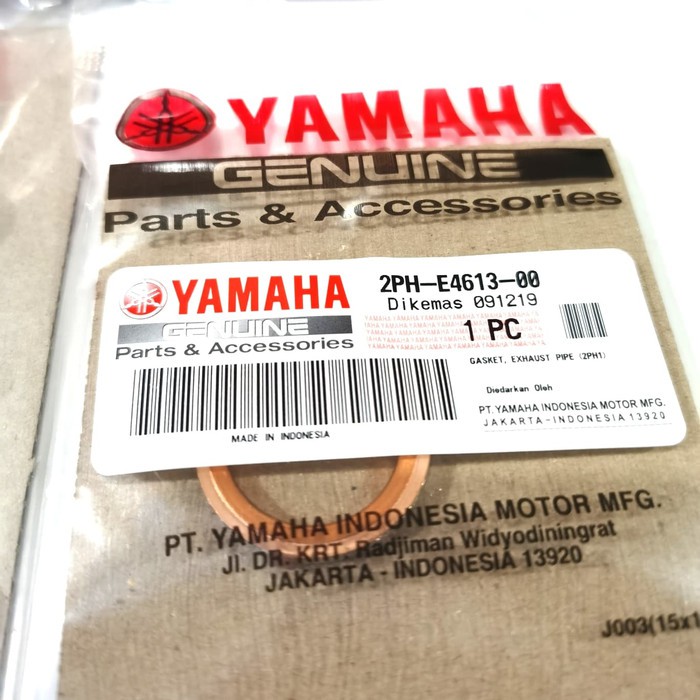 YAMAHA
GENUINE
Parts & Accessories
YAMAHA
GENUINE
Parts & Accessories
2PH-E4613-00
Dikemas 091219
1 PC
GASKET, EXHAUST PIPE (2PH1)
Diedarkan Oleh
PT. YAMAHA INDONESIA MOTOR MFG.
JAKARTA-INDONESIA 13920
MADE IN INDONESIA
PT. YAMAHA INDONESIA MOTOR MFG.
Jl. DR. KRT. Radjiman Widyodiningrat
JAKARTA - INDONESIA 13920
J003(15x1